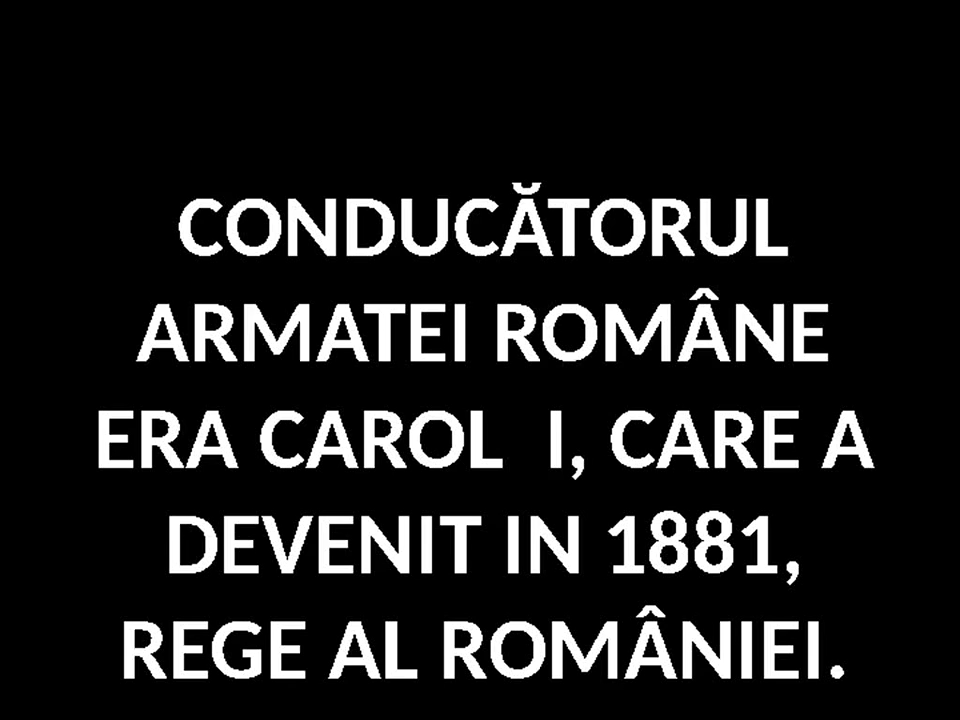 CONDUCĂTORUL
ARMATEI ROMÂNE
ERA CAROL  I, CARE A
DEVENIT IN 1881,
REGE AL ROMÂNIEI.